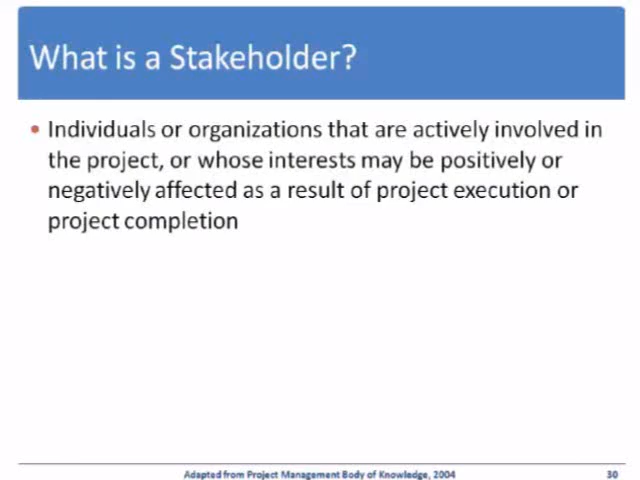 What is a Stakeholder?
• Individuals or organizations that are actively involved in
the project, or whose interests may be positively or
negatively affected as a result of project execution or
project completion
Adapted from Project Management Body of Knowledge, 2004
30